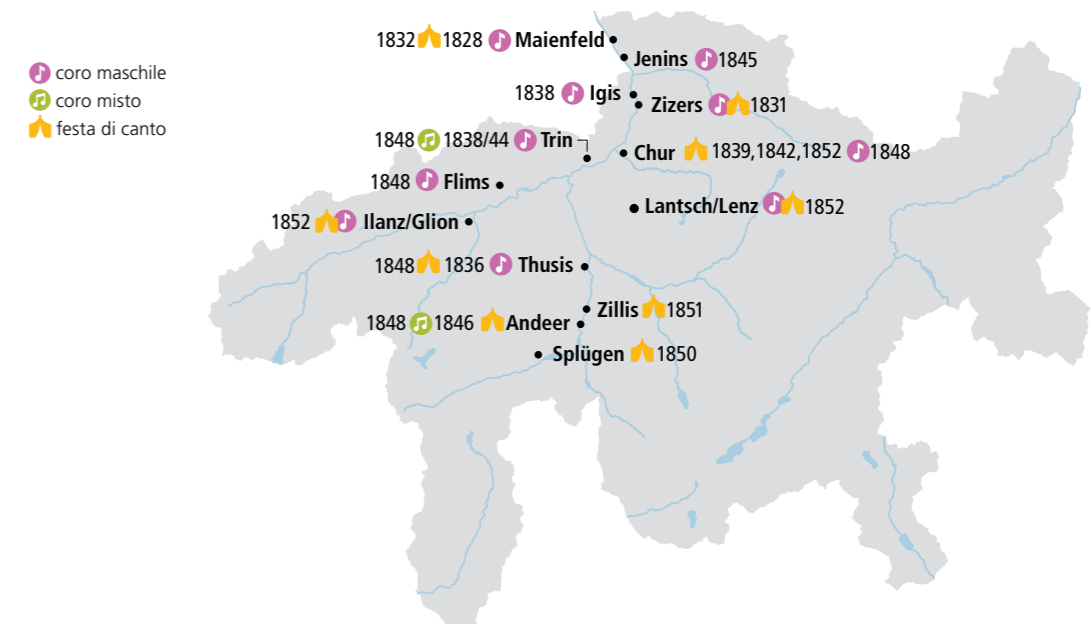 coro maschile
coro misto
festa di canto
1832 1828 Maienfeld
Jenins 1845
1838 Igis
Zizers 1831
1848 1838/44 Trin
Chur 1839,1842,1852 1848
1848 Flims
Lantsch/Lenz 1852
1852 Ilanz/Glion
1848 1836 Thusis
Zillis 1851
1848 1846 Andeer
Splügen 1850